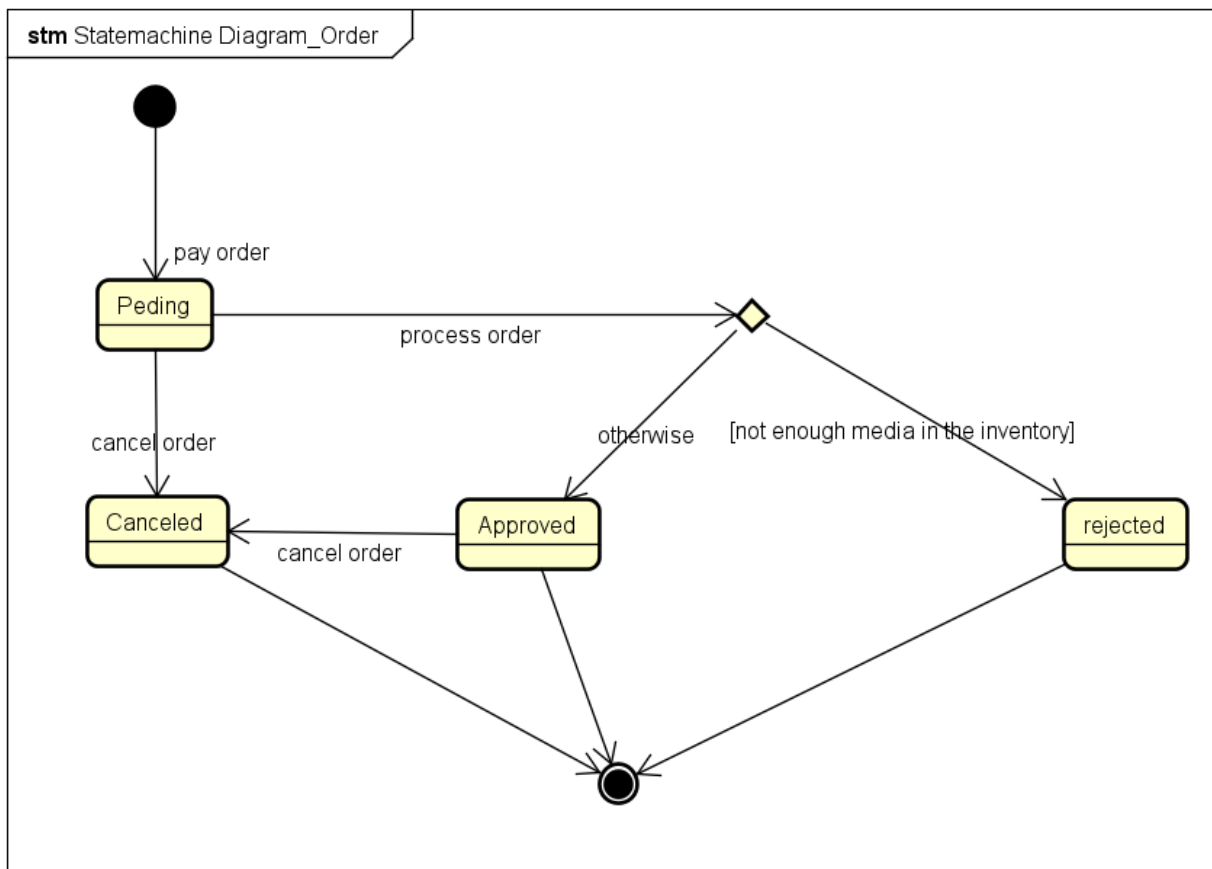 stm Statemachine Diagram_Order
pay order
Peding
process order
cancel order
otherwise
[not enough media in the inventory]
Canceled
cancel order
Approved
rejected